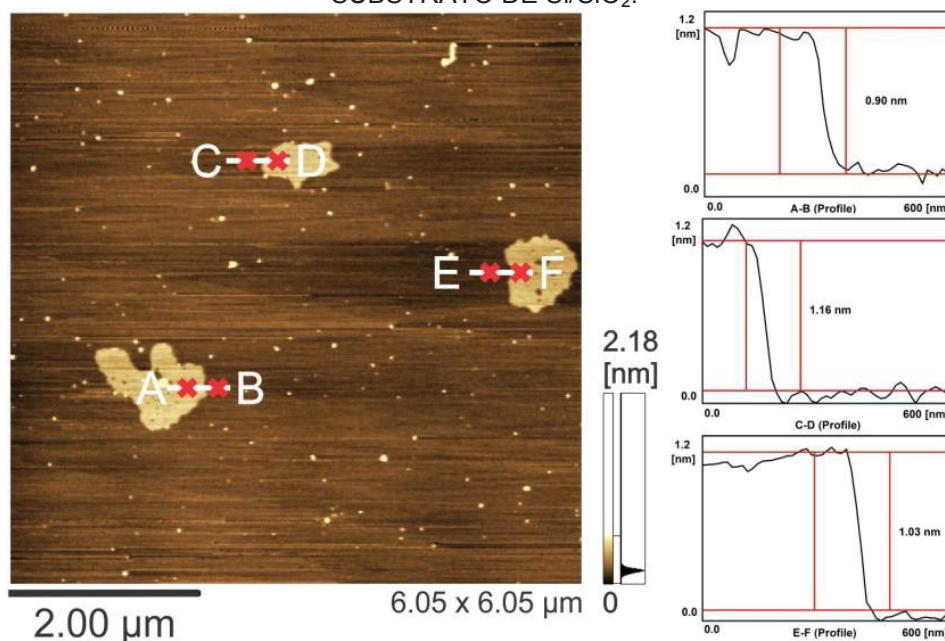 SUBSTRATO DE Si/SiO₂.
C D
E F
A B
2.18
[nm]
0
2.00 µm
6.05 x 6.05 µm
1.2
[nm]
0.90 nm
0.0
0.0 A-B (Profile) 600 [nm]
1.2
[nm]
1.16 nm
0.0
0.0 C-D (Profile) 600 [nm]
1.2
[nm]
1.03 nm
0.0
0.0 E-F (Profile) 600 [nm]